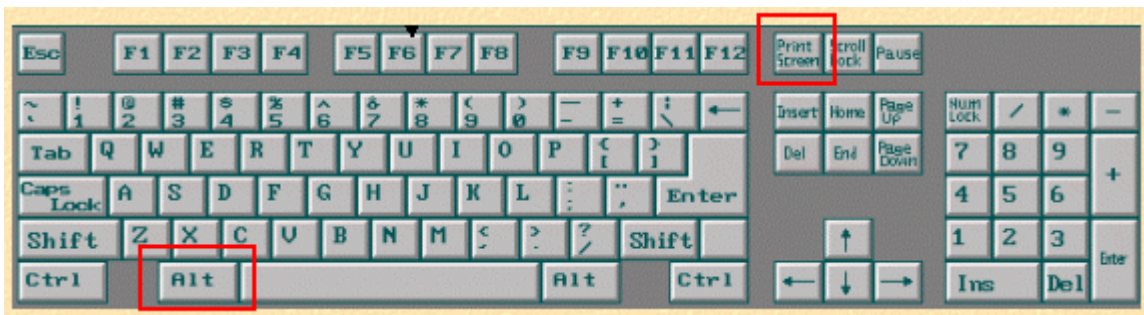 Esc F1 F2 F3 F4 F5 F6 F7 F8 F9 F10 F11 F12 Print Screen Scroll Lock Pause
~ ` ! 1 @ 2 # 3 $ 4 % 5 ^ 6 & 7 * 8 ( 9 ) 0 — - + = ¦ \ ← Insert Home Page Up Num Lock / * −
Tab Q W E R T Y U I O P { [ } ] Del End Page Down 7 8 9 +
Caps Lock A S D F G H J K L : ; " ' Enter 4 5 6
Shift Z X C V B N M < , > . ? / Shift ↑ 1 2 3 Enter
Ctrl Alt Alt Ctrl ← ↓ → Ins Del